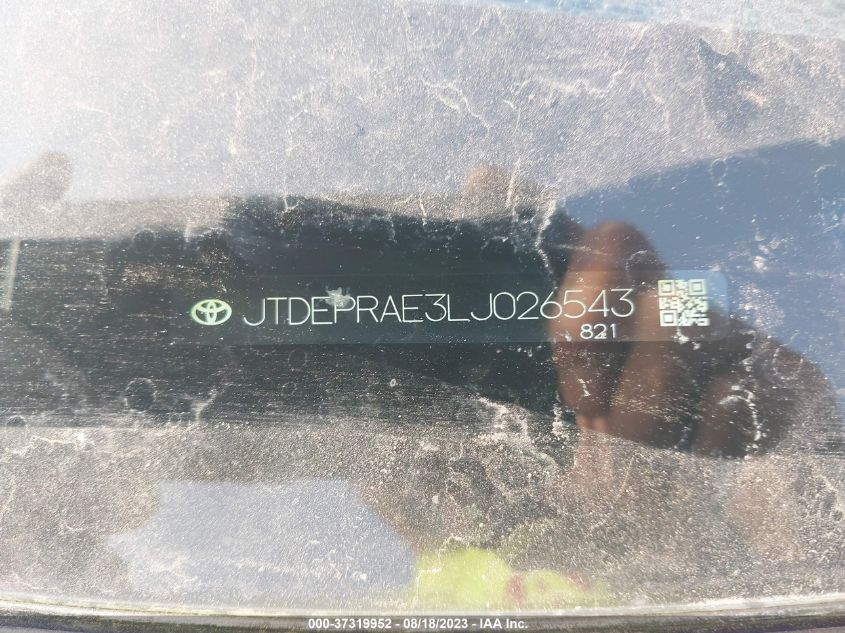 JTDEPRAE3LJ026543
821
000-37319952 - 08/18/2023 - IAA Inc.